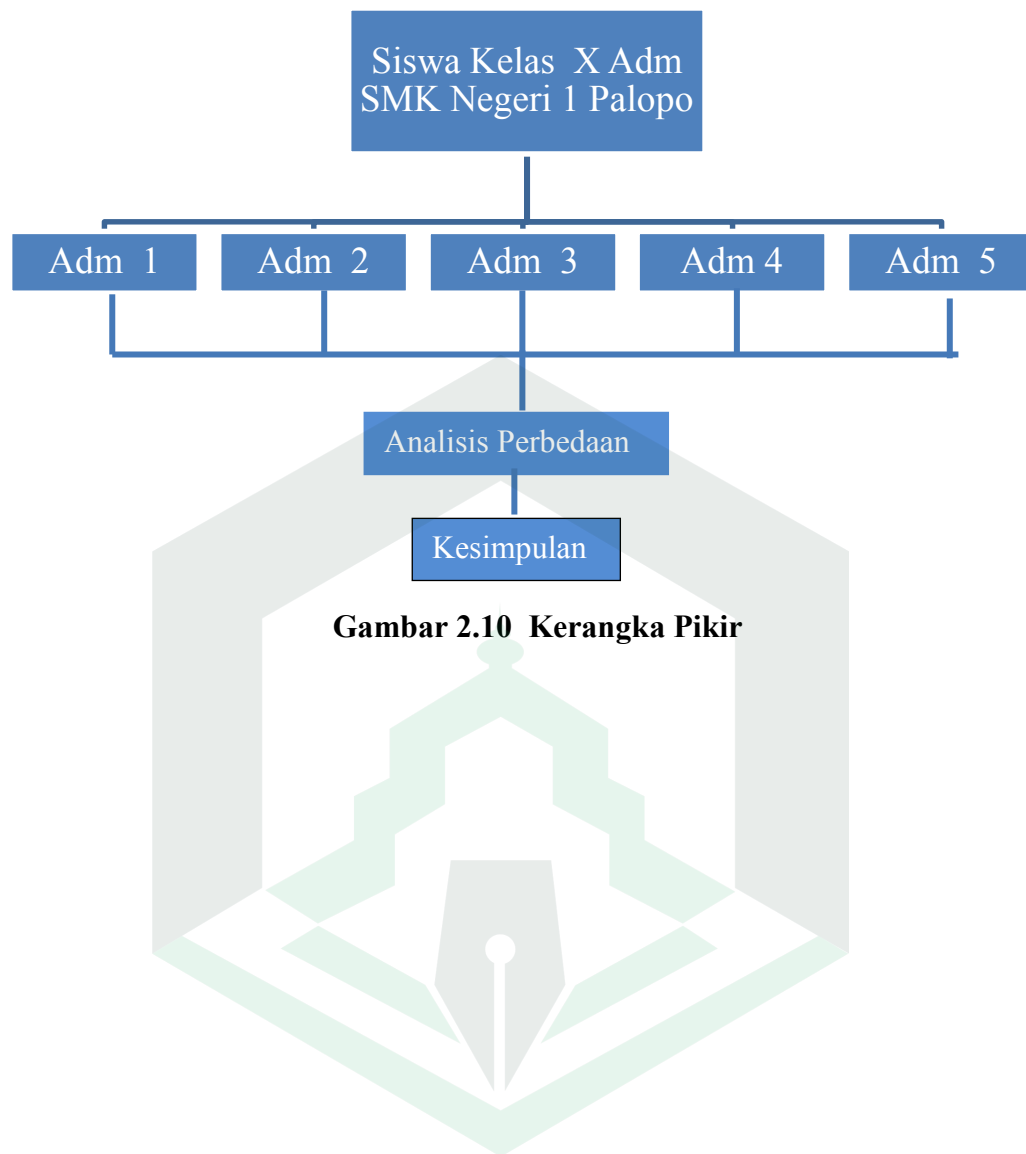 Siswa Kelas X Adm
SMK Negeri 1 Palopo
Adm 1
Adm 2
Adm 3
Adm 4
Adm 5
Analisis Perbedaan
Kesimpulan
Gambar 2.10 Kerangka Pikir